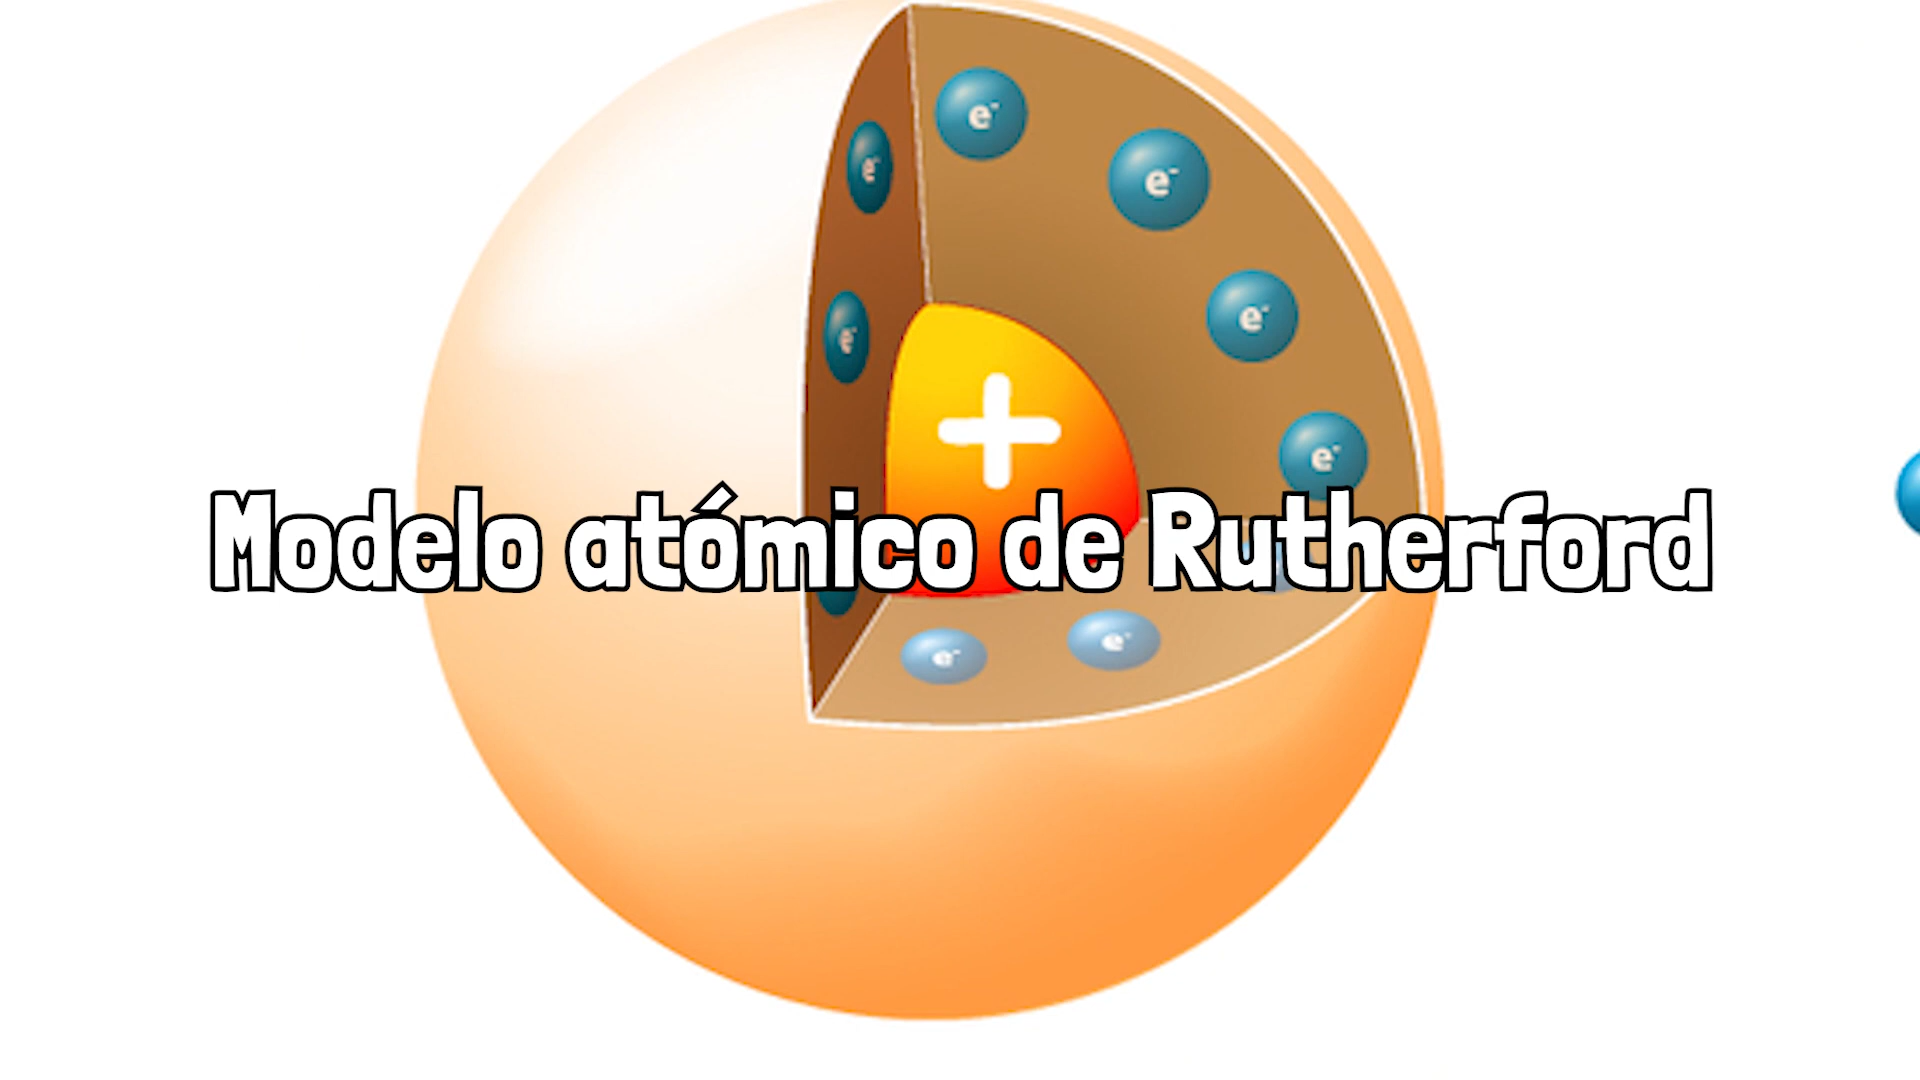 e-
e-
e-
e-
e-
e-
+
Modelo atómico de Rutherford
e-
e-